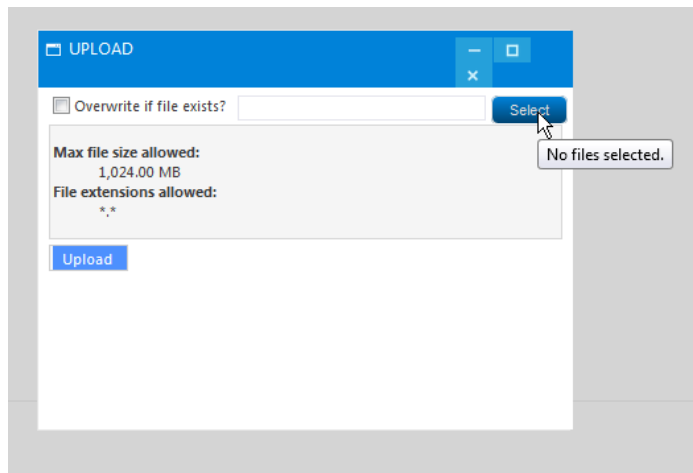 UPLOAD
Overwrite if file exists?
Select
No files selected.
Max file size allowed:
1,024.00 MB
File extensions allowed:
*.*
Upload